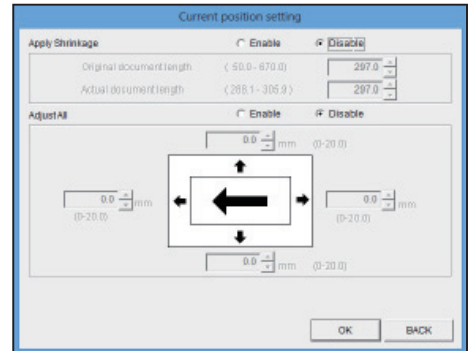 Current position setting
Apply Shrinkage Enable Disable
Original document length (50.0-670.0) 297.0
Actual document length (288.1-305.9) 297.0
Adjust All Enable Disable
0.0 mm (0-20.0)
0.0 mm 0.0 mm
(0-20.0) (0-20.0)
0.0 mm (0-20.0)
OK BACK